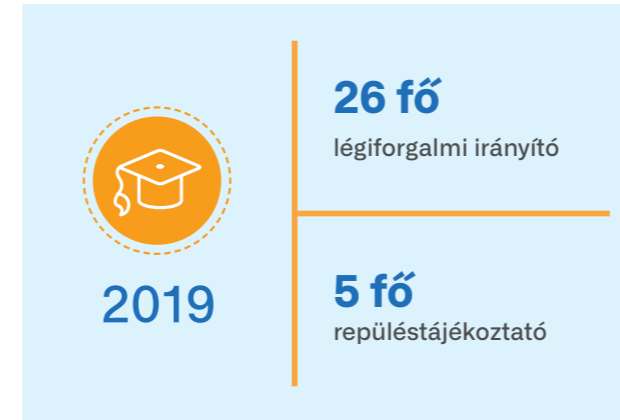 2019
26 fő
légiforgalmi irányító
5 fő
repüléstájékoztató